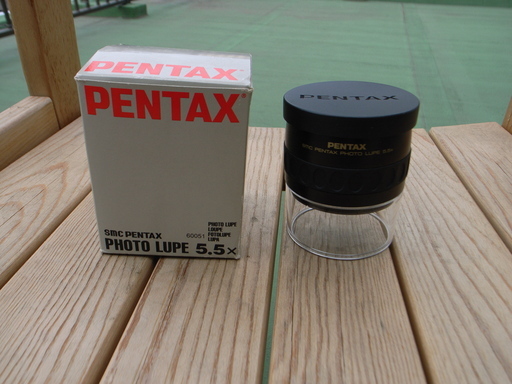 PENTAX
PENTAX
SMC PENTAX
60051
PHOTO LUPE
LOUPE
FOTOLUPE
LUPA
PHOTO LUPE 5.5×
PENTAX
PENTAX
SMC PENTAX PHOTO LUPE 5.5×